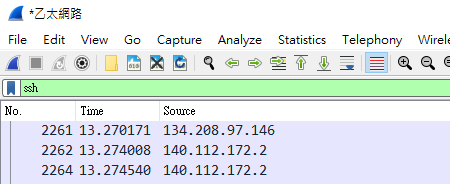 *乙太網路
File Edit View Go Capture Analyze Statistics Telephony Wirele
ssh
No. Time Source
2261 13.270171 134.208.97.146
2262 13.274008 140.112.172.2
2264 13.274540 140.112.172.2